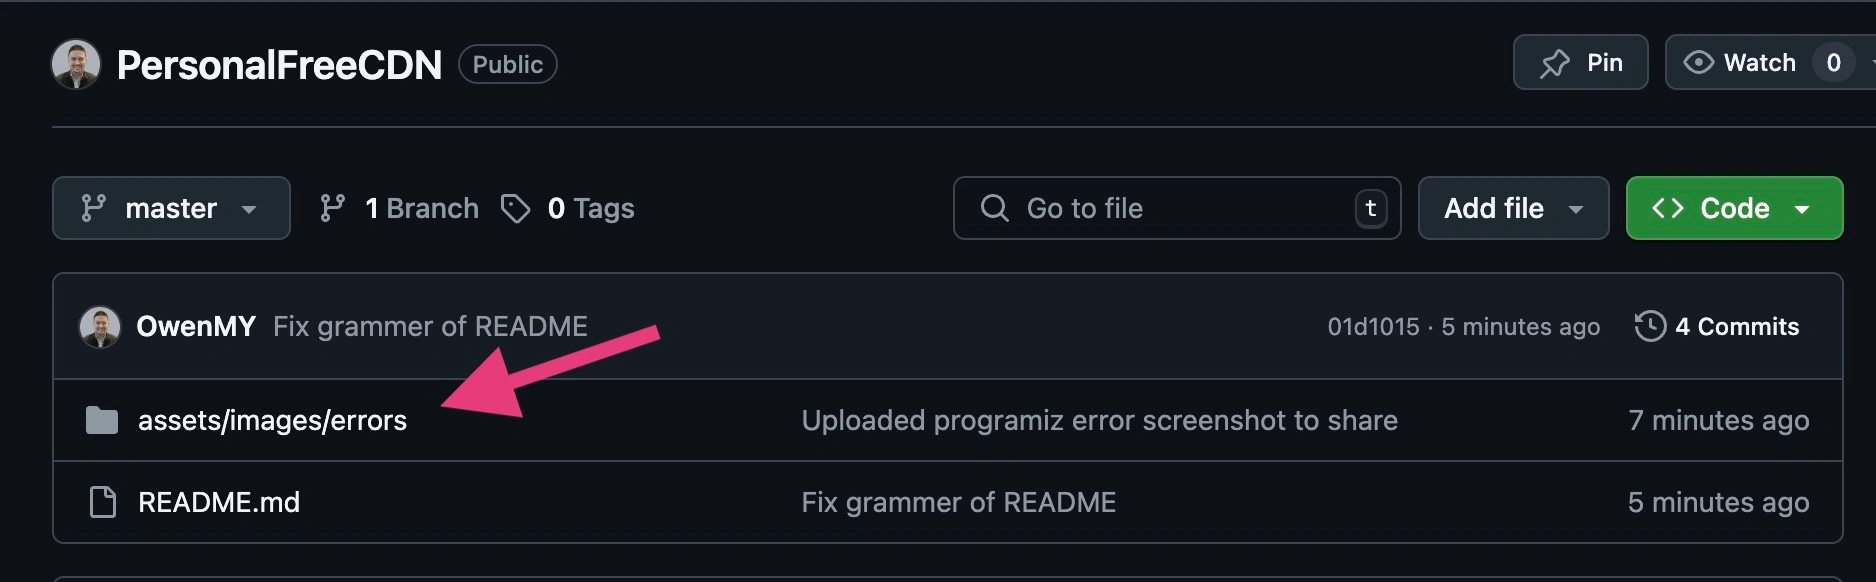 PersonalFreeCDN Public Pin Watch 0
master 1 Branch 0 Tags Go to file t Add file Code
OwenMY Fix grammer of README 01d1015 · 5 minutes ago 4 Commits
assets/images/errors Uploaded programiz error screenshot to share 7 minutes ago
README.md Fix grammer of README 5 minutes ago